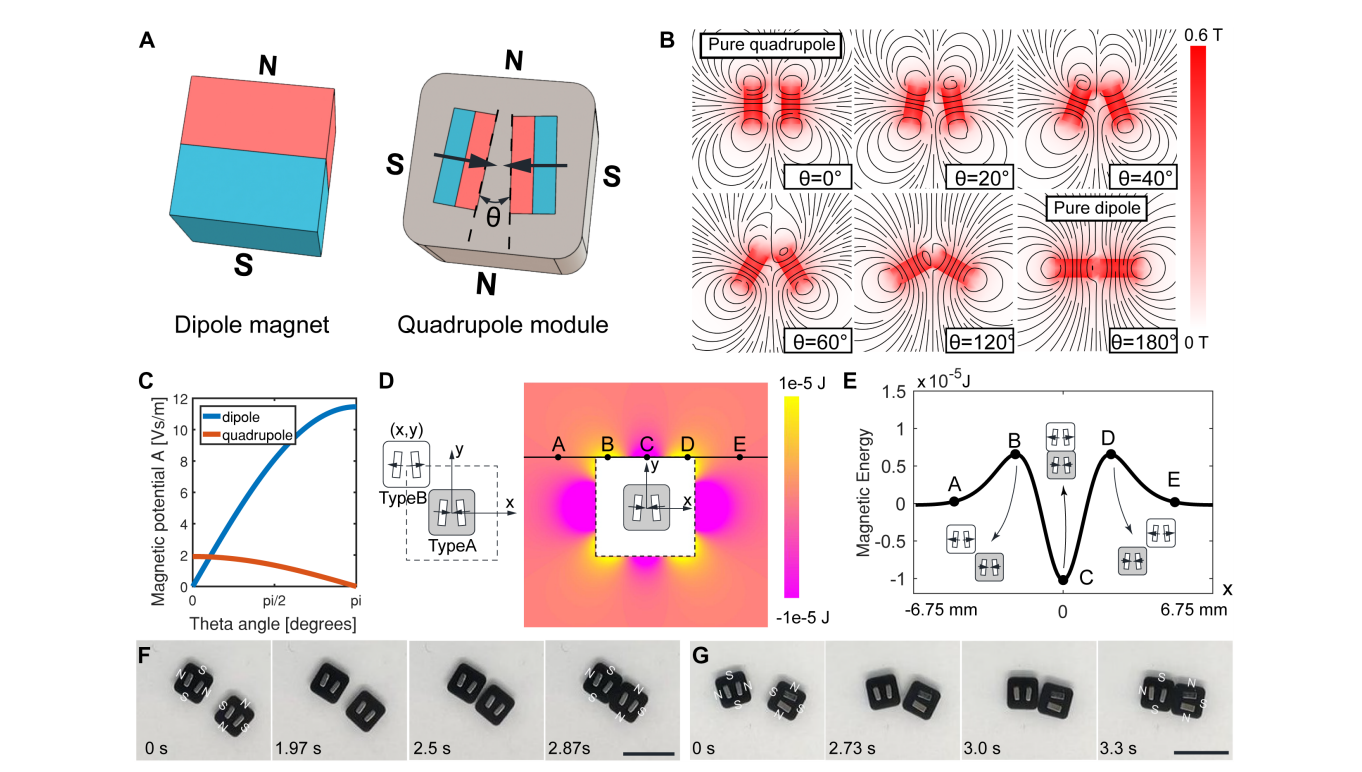 A
N
S
Dipole magnet
N
S
S
θ
N
Quadrupole module
B
Pure quadrupole
θ=0°
θ=20°
θ=40°
Pure dipole
θ=60°
θ=120°
θ=180°
0.6 T
0 T
C
Magnetic potential A [Vs/m]
12
10
8
6
4
2
0
dipole
quadrupole
0
pi/2
pi
Theta angle [degrees]
D
(x,y)
TypeB
y
x
TypeA
A
B
C
D
E
y
x
1e-5 J
-1e-5 J
E
x10⁻⁵J
Magnetic Energy
1.5
1
0.5
0
-0.5
-1
A
B
C
D
E
x
-6.75 mm
0
6.75 mm
F
N
S
S
N
N
S
N
S
0 s
1.97 s
2.5 s
N
S
S
N
S
N
2.87s
G
S
N
N
S
N
S
S
N
0 s
2.73 s
3.0 s
S
N
N
S
S
N
3.3 s